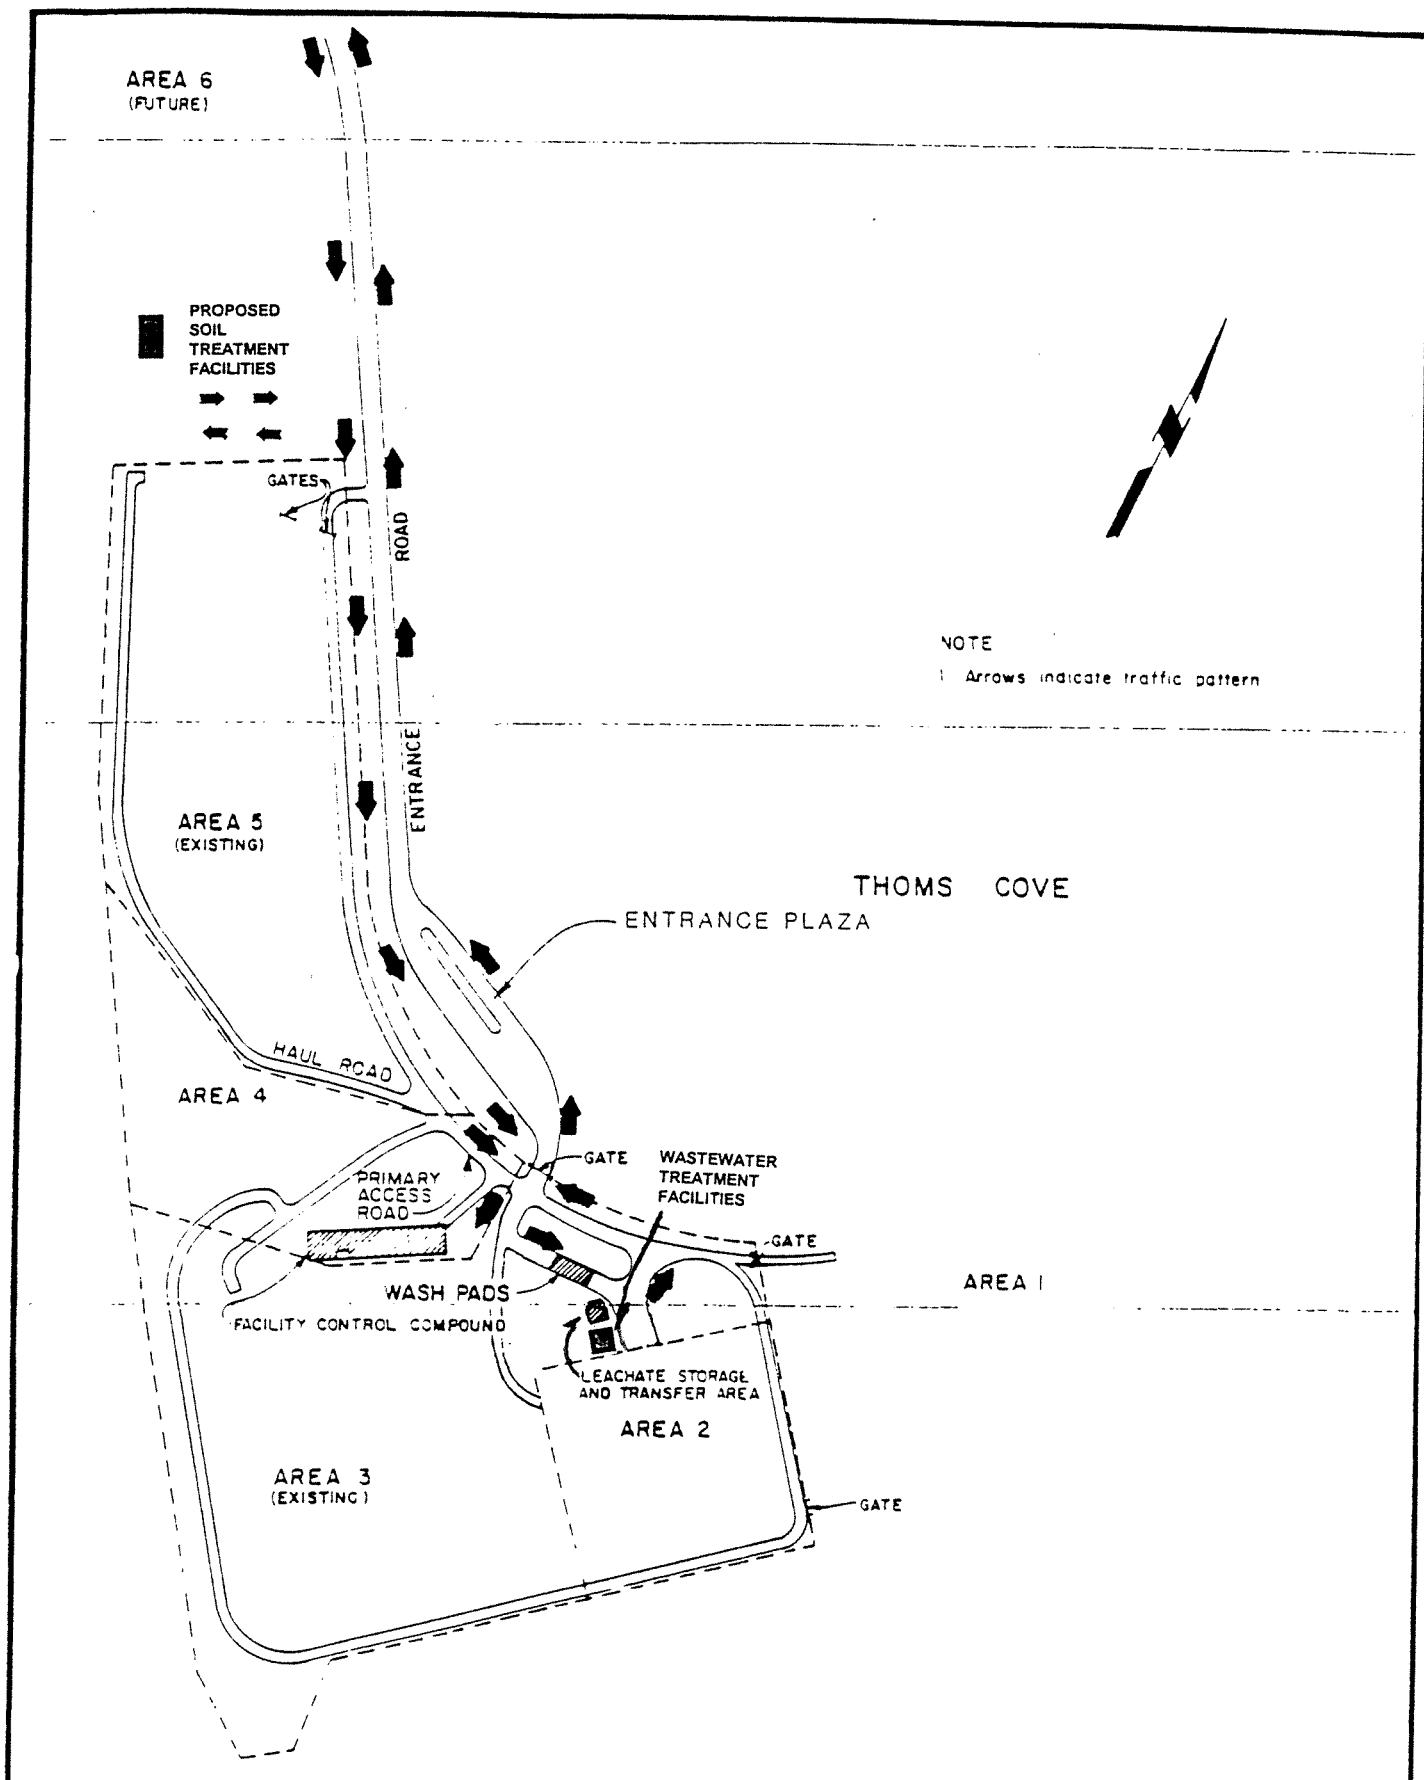 AREA 6
(FUTURE)
PROPOSED
SOIL
TREATMENT
FACILITIES
GATES
ROAD
NOTE
1 Arrows indicate traffic pattern
ENTRANCE
AREA 5
(EXISTING)
THOMS COVE
ENTRANCE PLAZA
HAUL ROAD
AREA 4
GATE
WASTEWATER
TREATMENT
FACILITIES
PRIMARY
ACCESS
ROAD
GATE
AREA 1
WASH PADS
FACILITY CONTROL COMPOUND
LEACHATE STORAGE
AND TRANSFER AREA
AREA 2
AREA 3
(EXISTING)
GATE